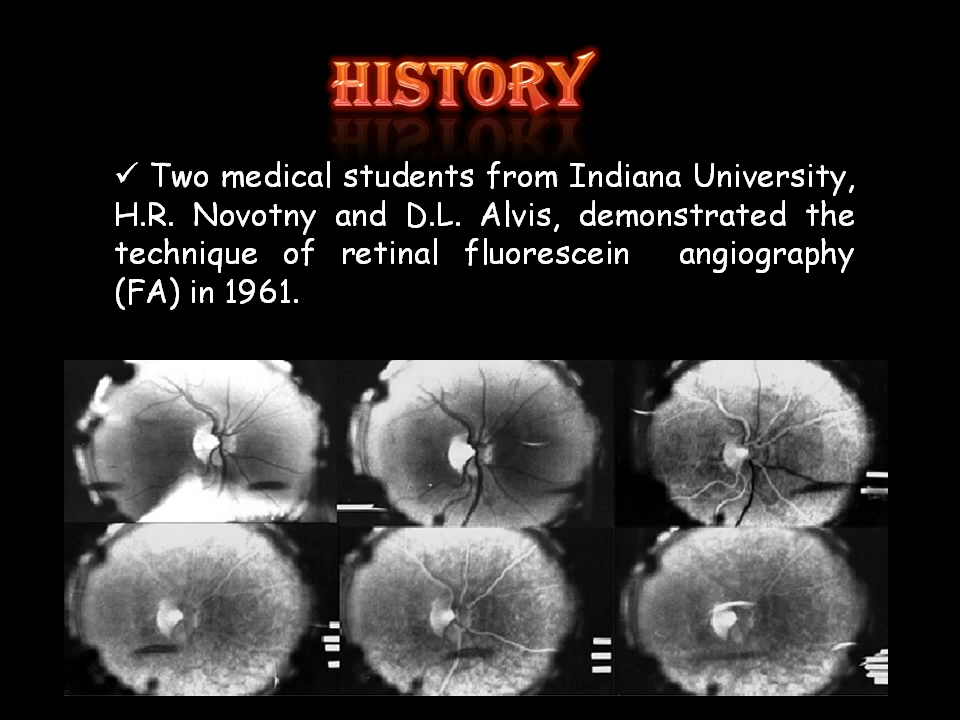 HISTORY
✓ Two medical students from Indiana University,
H.R. Novotny and D.L. Alvis, demonstrated the
technique of retinal fluorescein angiography
(FA) in 1961.